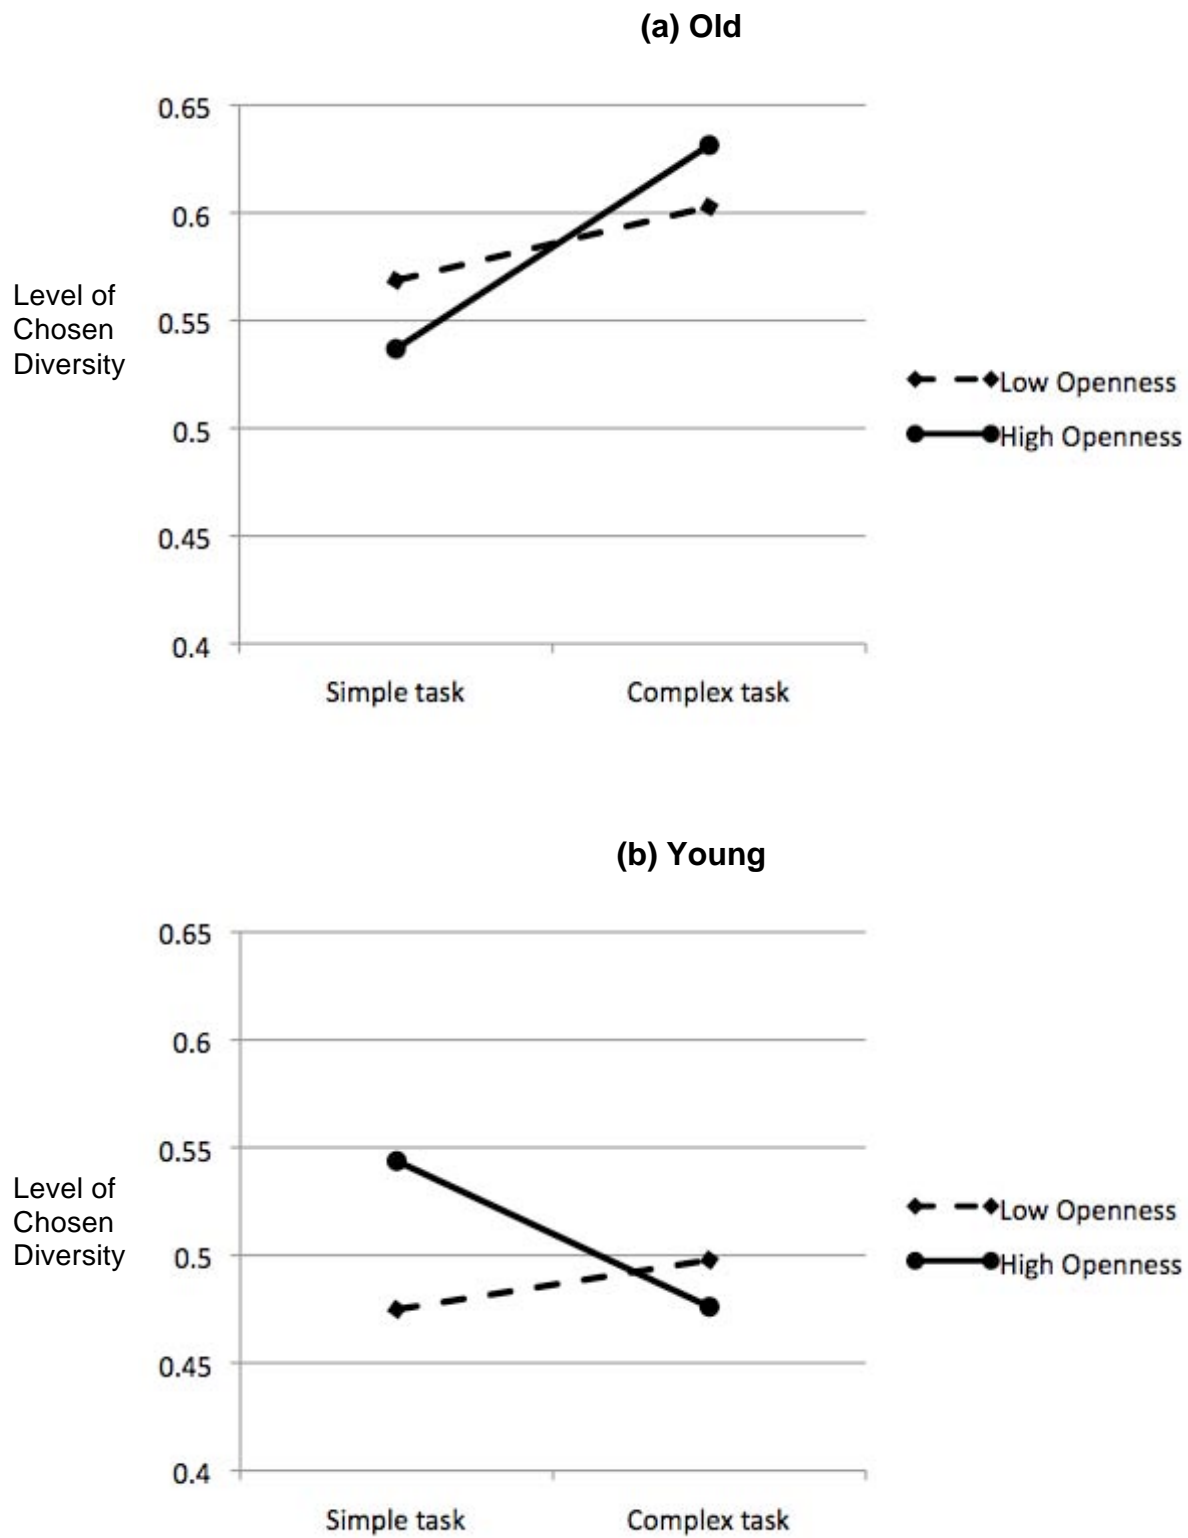 (a) Old
0.65
0.6
0.55
0.5
0.45
0.4
Level of
Chosen
Diversity
Low Openness
High Openness
Simple task
Complex task
(b) Young
0.65
0.6
0.55
0.5
0.45
0.4
Level of
Chosen
Diversity
Low Openness
High Openness
Simple task
Complex task